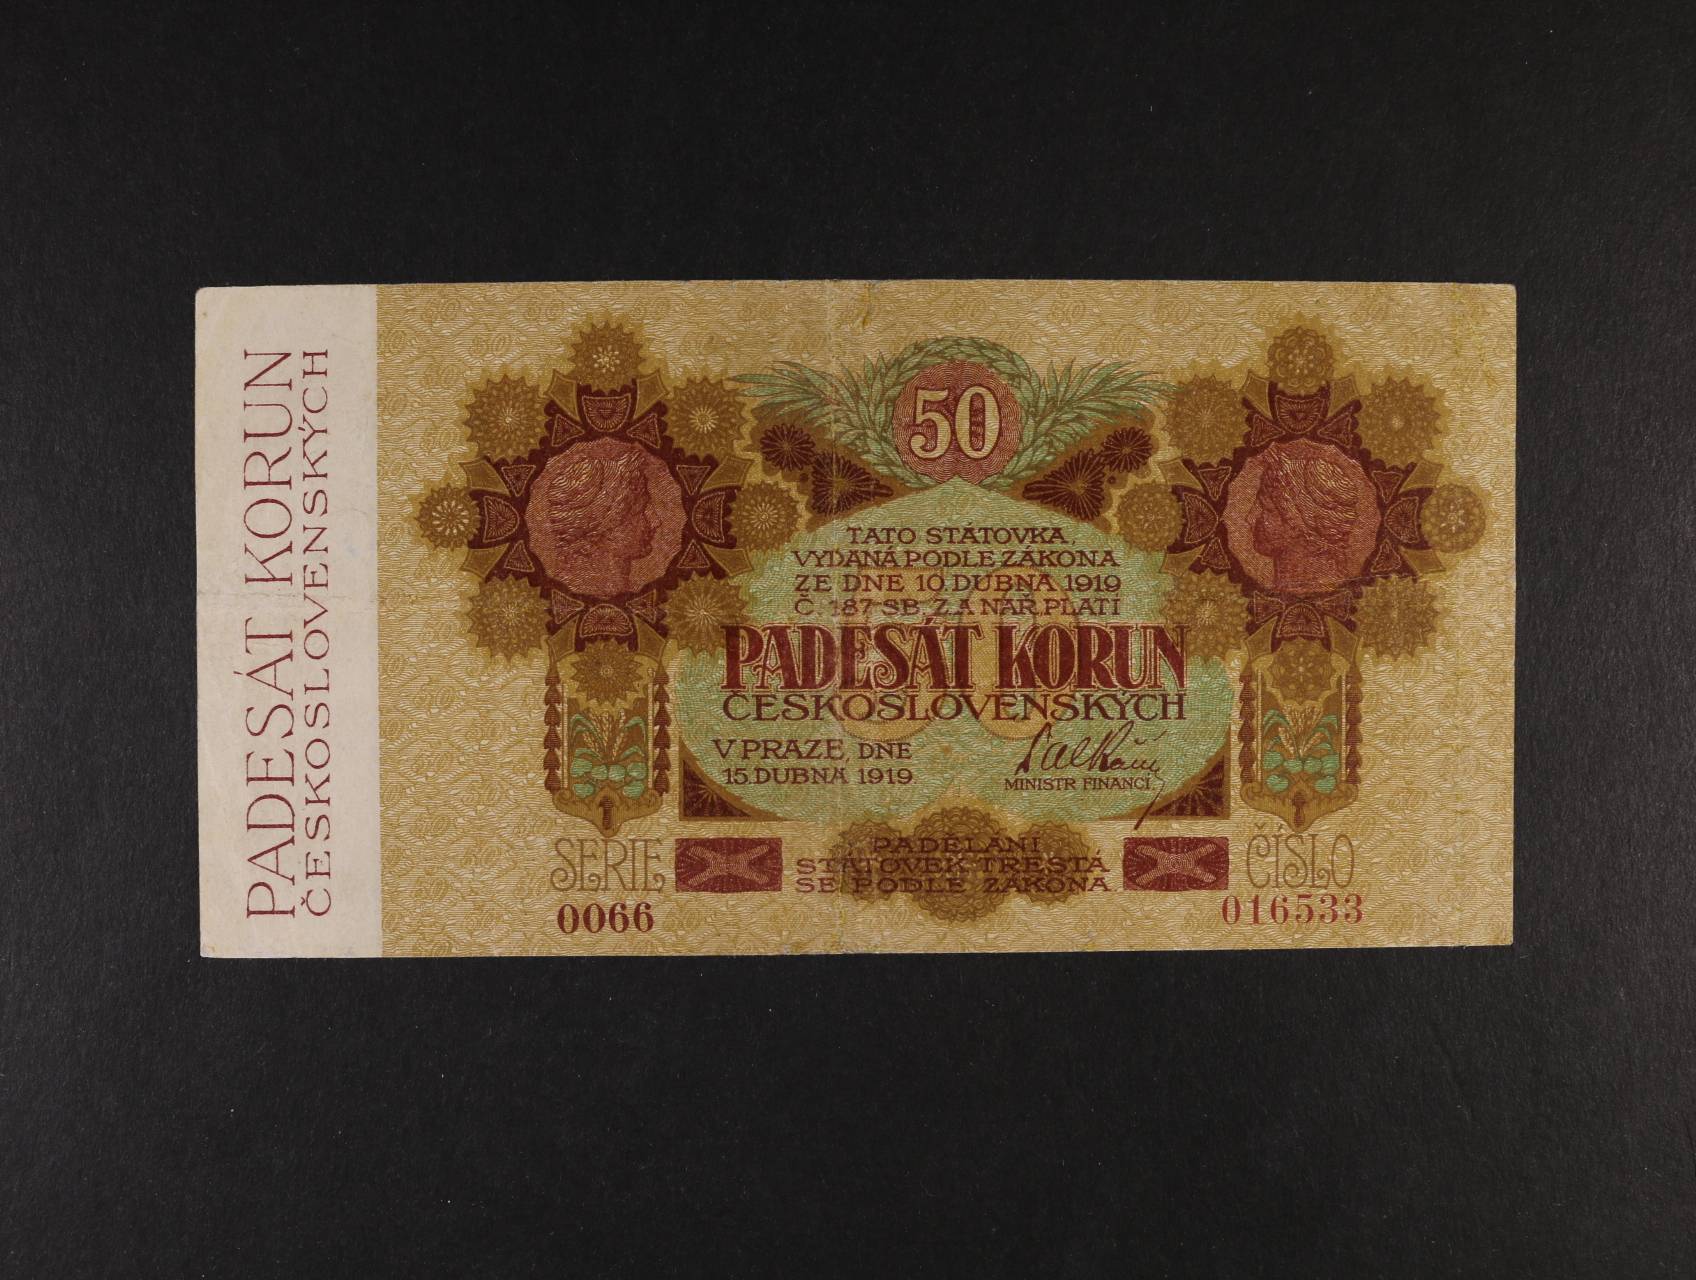 PADESÁT KORUN
ČESKOSLOVENSKÝCH
50
TATO STÁTOVKA,
VYDANÁ PODLE ZÁKONA
ZE DNE 10. DUBNA 1919
Č. 187 SB. Z. A NAŘ. PLATÍ
PADESÁT KORUN
ČESKOSLOVENSKÝCH
V PRAZE, DNE
15. DUBNA 1919.
MINISTR FINANCÍ.
SERIE
0066
PADĚLÁNÍ
STÁTOVEK TRESTÁ
SE PODLE ZÁKONA
ČÍSLO
016533